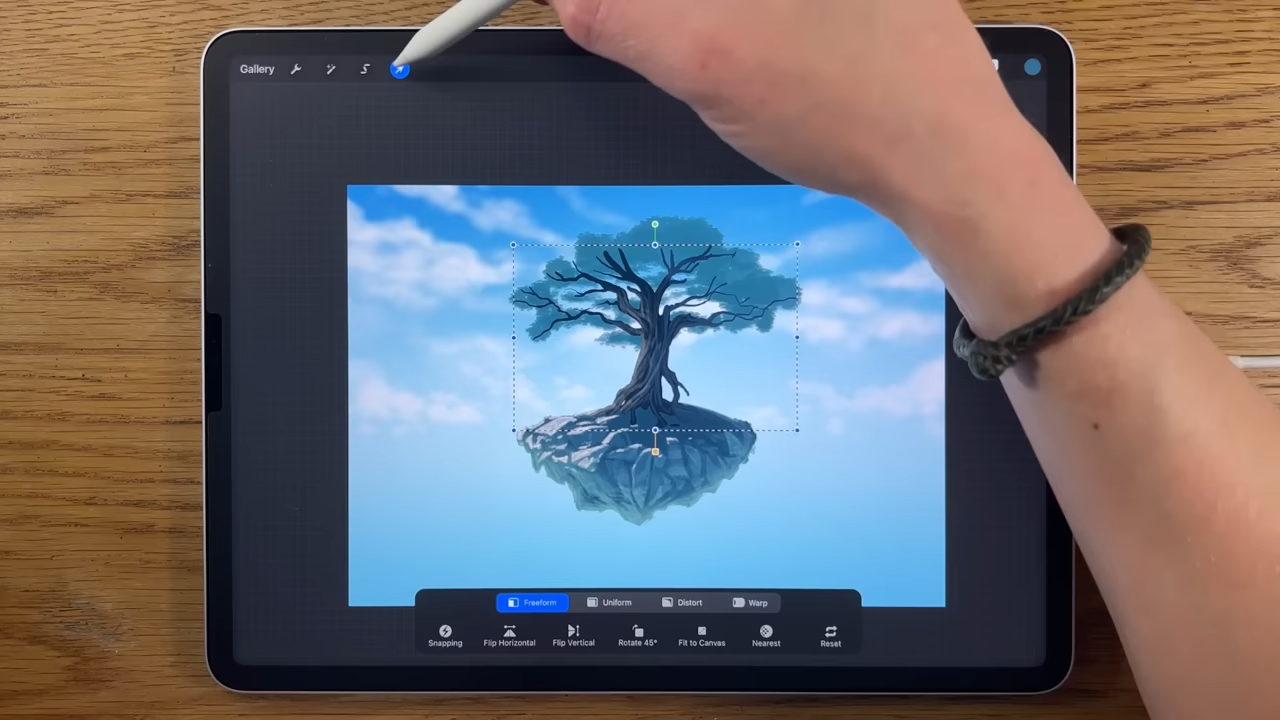 Gallery
Freeform Uniform Distort Warp
Snapping Flip Horizontal Flip Vertical Rotate 45° Fit to Canvas Nearest Reset